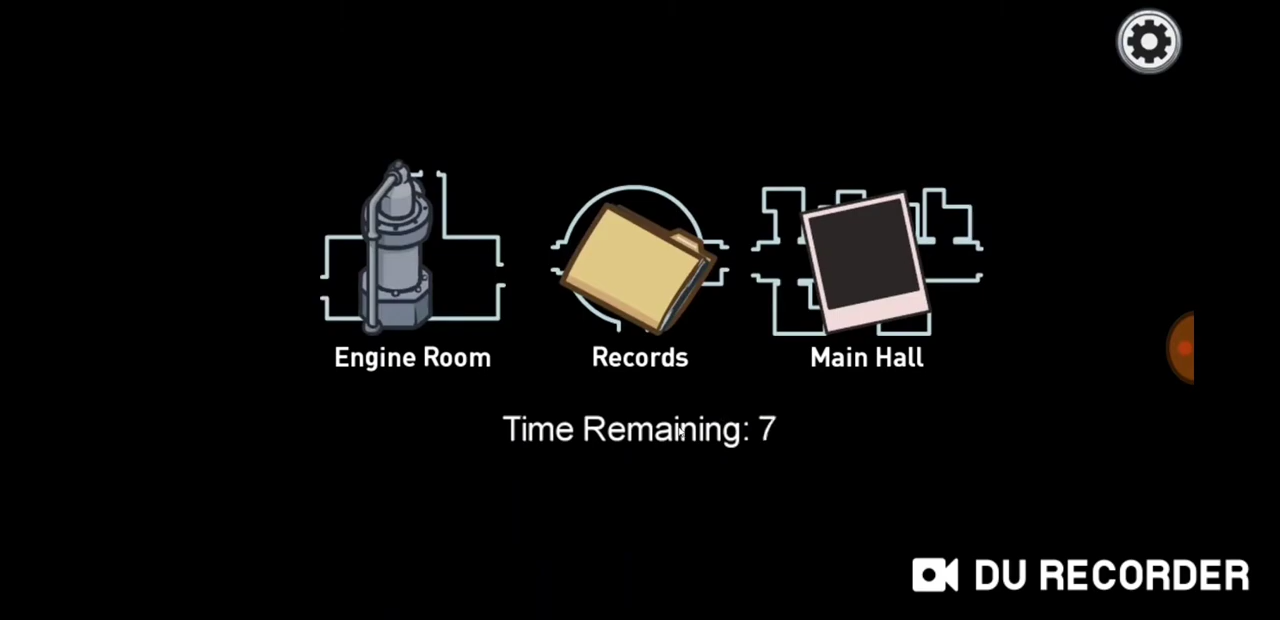 Engine Room
Records
Main Hall
Time Remaining: 7
DU RECORDER